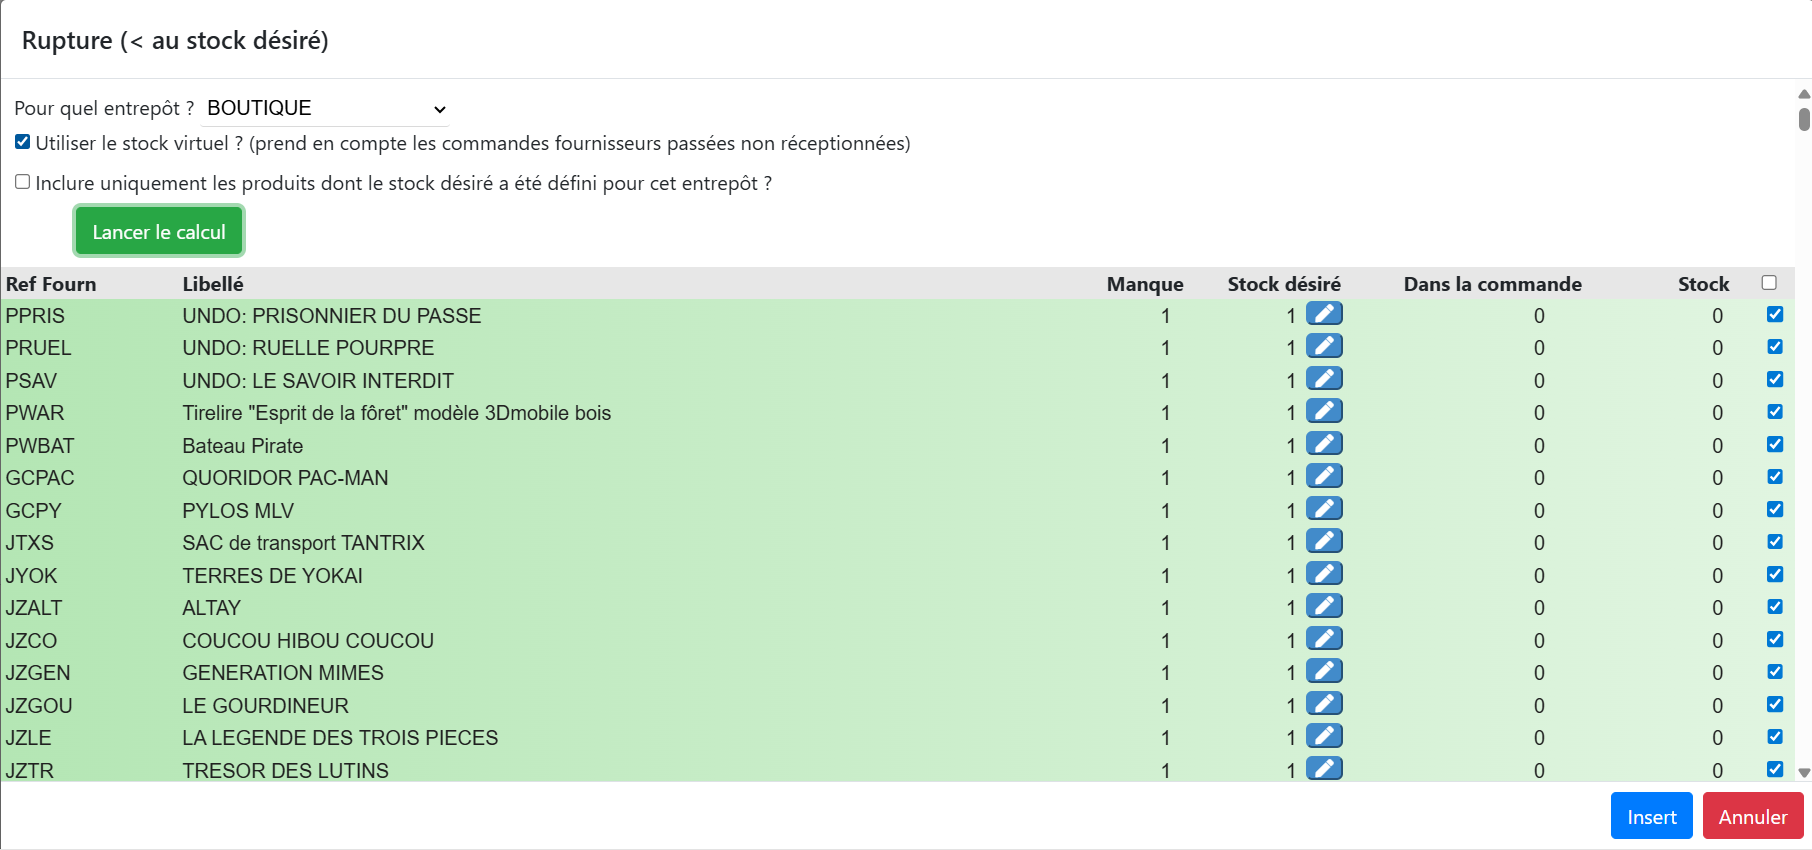 Rupture (< au stock désiré)
Pour quel entrepôt ? BOUTIQUE
Utiliser le stock virtuel ? (prend en compte les commandes fournisseurs passées non réceptionnées)
Inclure uniquement les produits dont le stock désiré a été défini pour cet entrepôt ?
Lancer le calcul
Ref Fourn Libellé Manque Stock désiré Dans la commande Stock
PPRIS UNDO: PRISONNIER DU PASSE 1 1 0 0
PRUEL UNDO: RUELLE POURPRE 1 1 0 0
PSAV UNDO: LE SAVOIR INTERDIT 1 1 0 0
PWAR Tirelire "Esprit de la fôret" modèle 3Dmobile bois 1 1 0 0
PWBAT Bateau Pirate 1 1 0 0
GCPAC QUORIDOR PAC-MAN 1 1 0 0
GCPY PYLOS MLV 1 1 0 0
JTXS SAC de transport TANTRIX 1 1 0 0
JYOK TERRES DE YOKAI 1 1 0 0
JZALT ALTAY 1 1 0 0
JZCO COUCOU HIBOU COUCOU 1 1 0 0
JZGEN GENERATION MIMES 1 1 0 0
JZGOU LE GOURDINEUR 1 1 0 0
JZLE LA LEGENDE DES TROIS PIECES 1 1 0 0
JZTR TRESOR DES LUTINS 1 1 0 0
Insert Annuler